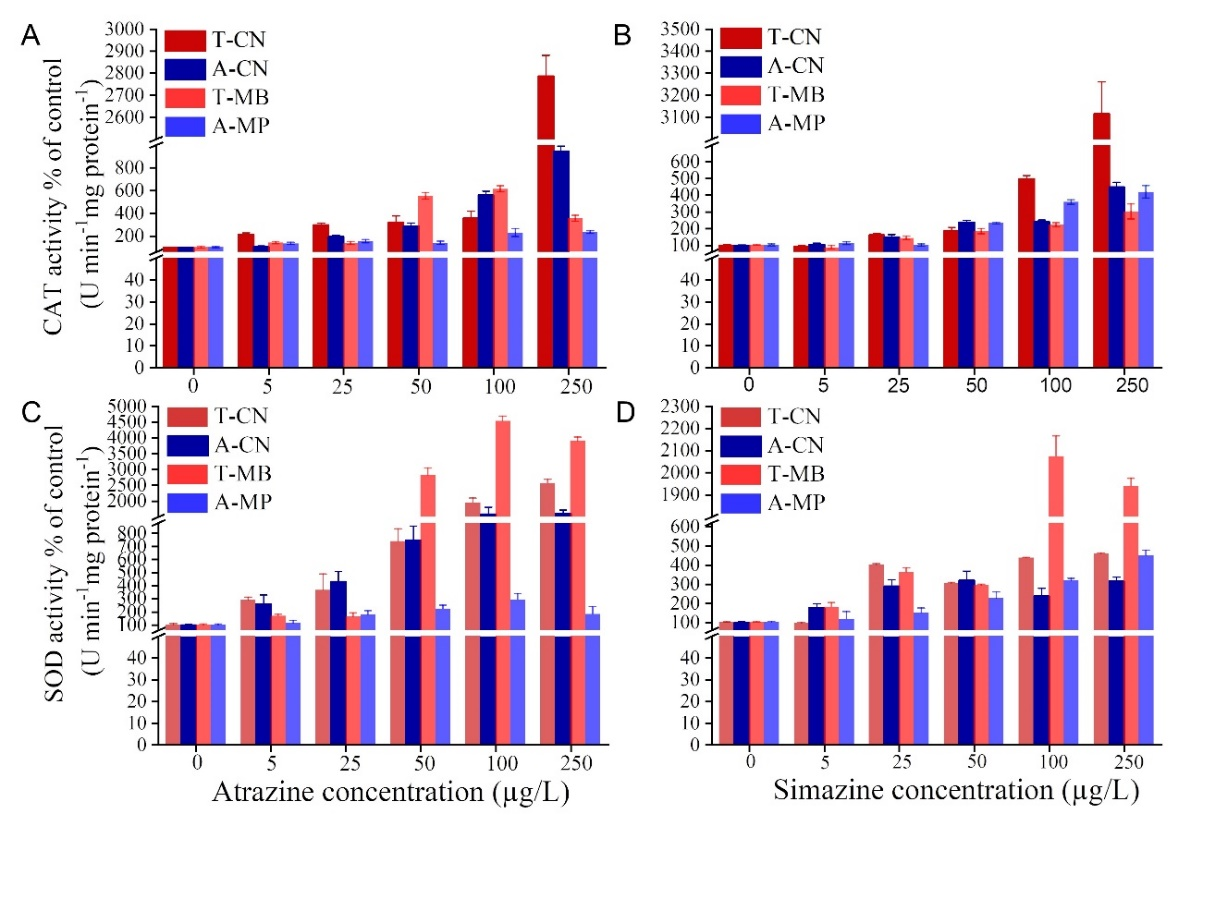 A
CAT activity % of control
(U min-1mg protein-1)
3000
2900
2800
2700
2600
800
600
400
200
40
30
20
10
0
T-CN
A-CN
T-MB
A-MP
0 5 25 50 100 250
B
3500
3400
3300
3200
3100
600
500
400
300
200
100
40
30
20
10
0
T-CN
Λ-CN
T-MB
A-MP
0 5 25 50 100 250
C
SOD activity % of control
(U min-1mg protein-1)
5000
4500
4000
3500
3000
2500
2000
800
700
600
500
400
300
200
100
40
30
20
10
0
T-CN
A-CN
T-MB
A-MP
0 5 25 50 100 250
Atrazine concentration (µg/L)
D
2300
2200
2100
2000
1900
600
500
400
300
200
100
40
30
20
10
0
T-CN
A-CN
T-MB
A-MP
0 5 25 50 100 250
Simazine concentration (µg/L)